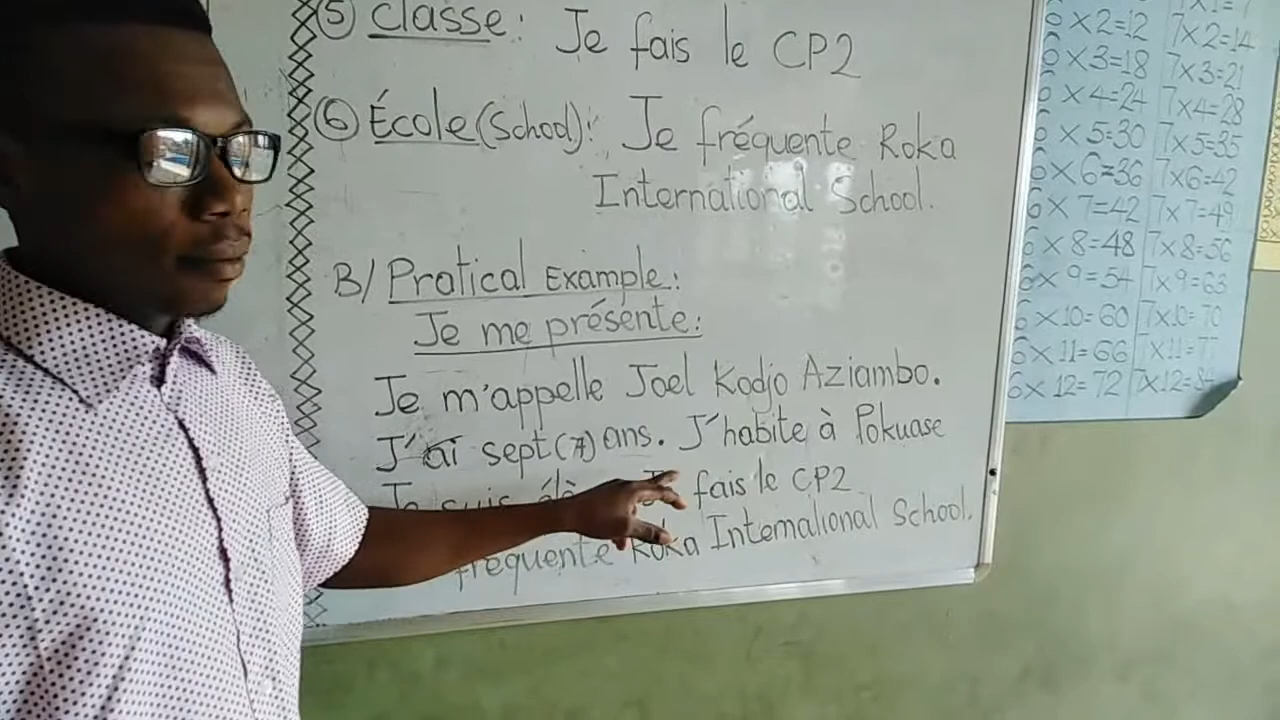 5 Classe: Je fais le CP2
6 École (School): Je fréquente Roka
International School.
B/ Pratical Example:
Je me présente:
Je m'appelle Joel Kodjo Aziambo.
J'ai sept (7) ans. J'habite à Pokuase
Je suis fais le CP2
fréquente Roka International School.
6×2=12 7×2=14
6×3=18 7×3=21
6×4=24 7×4=28
6×5=30 7×5=35
6×6=36 7×6=42
6×7=42 7×7=49
6×8=48 7×8=56
6×9=54 7×9=63
6×10=60 7×10=70
6×11=66 7×11=77
6×12=72 7×12=84